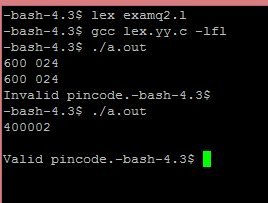 -bash-4.3$ lex examq2.l
-bash-4.3$ gcc lex.yy.c -lfl
-bash-4.3$ ./a.out
600 024
600 024
Invalid pincode.-bash-4.3$
-bash-4.3$ ./a.out
400002
Valid pincode.-bash-4.3$